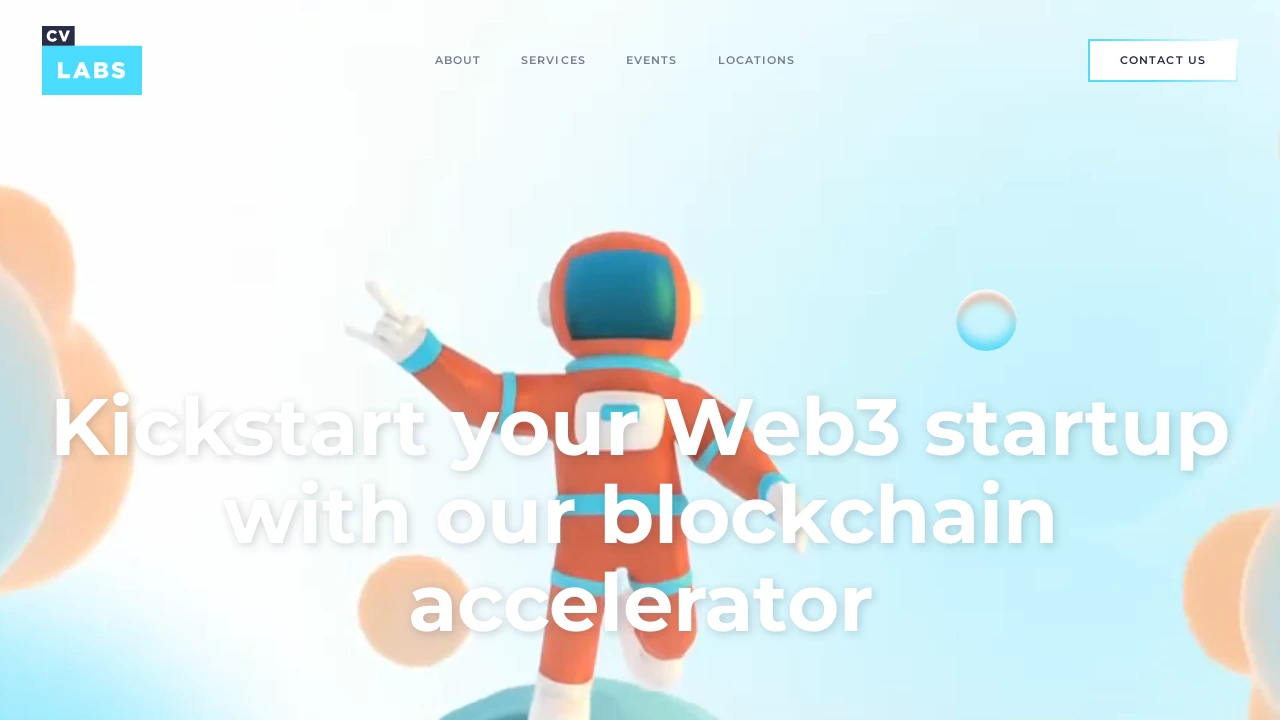 CV
LABS
ABOUT
SERVICES
EVENTS
LOCATIONS
CONTACT US
Kickstart your Web3 startup
with our blockchain
accelerator